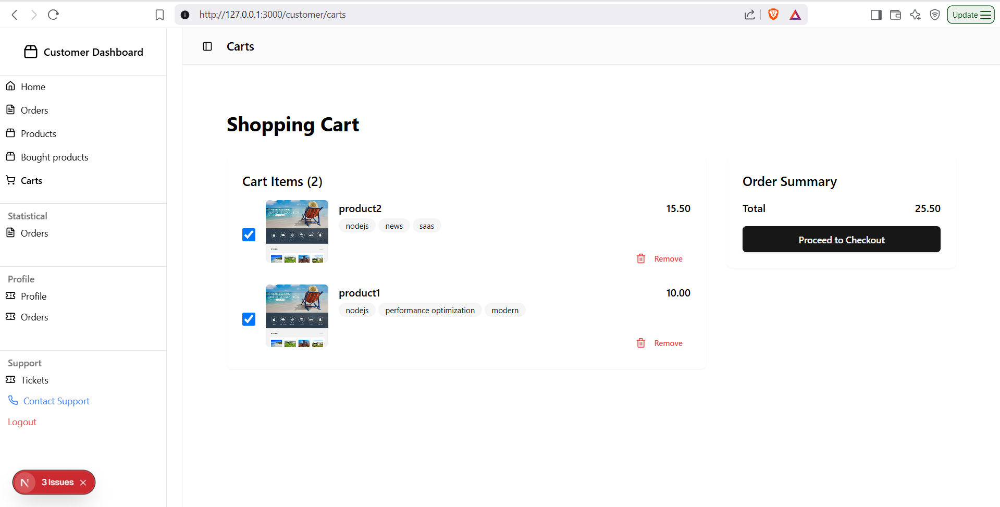 http://127.0.0.1:3000/customer/carts
Update
Customer Dashboard
Home
Orders
Products
Bought products
Carts
Statistical
Orders
Profile
Profile
Orders
Support
Tickets
Contact Support
Logout
N 3 Issues
Carts
Shopping Cart
Cart Items (2)
product2 15.50
nodejs news saas
Remove
product1 10.00
nodejs performance optimization modern
Remove
Order Summary
Total 25.50
Proceed to Checkout